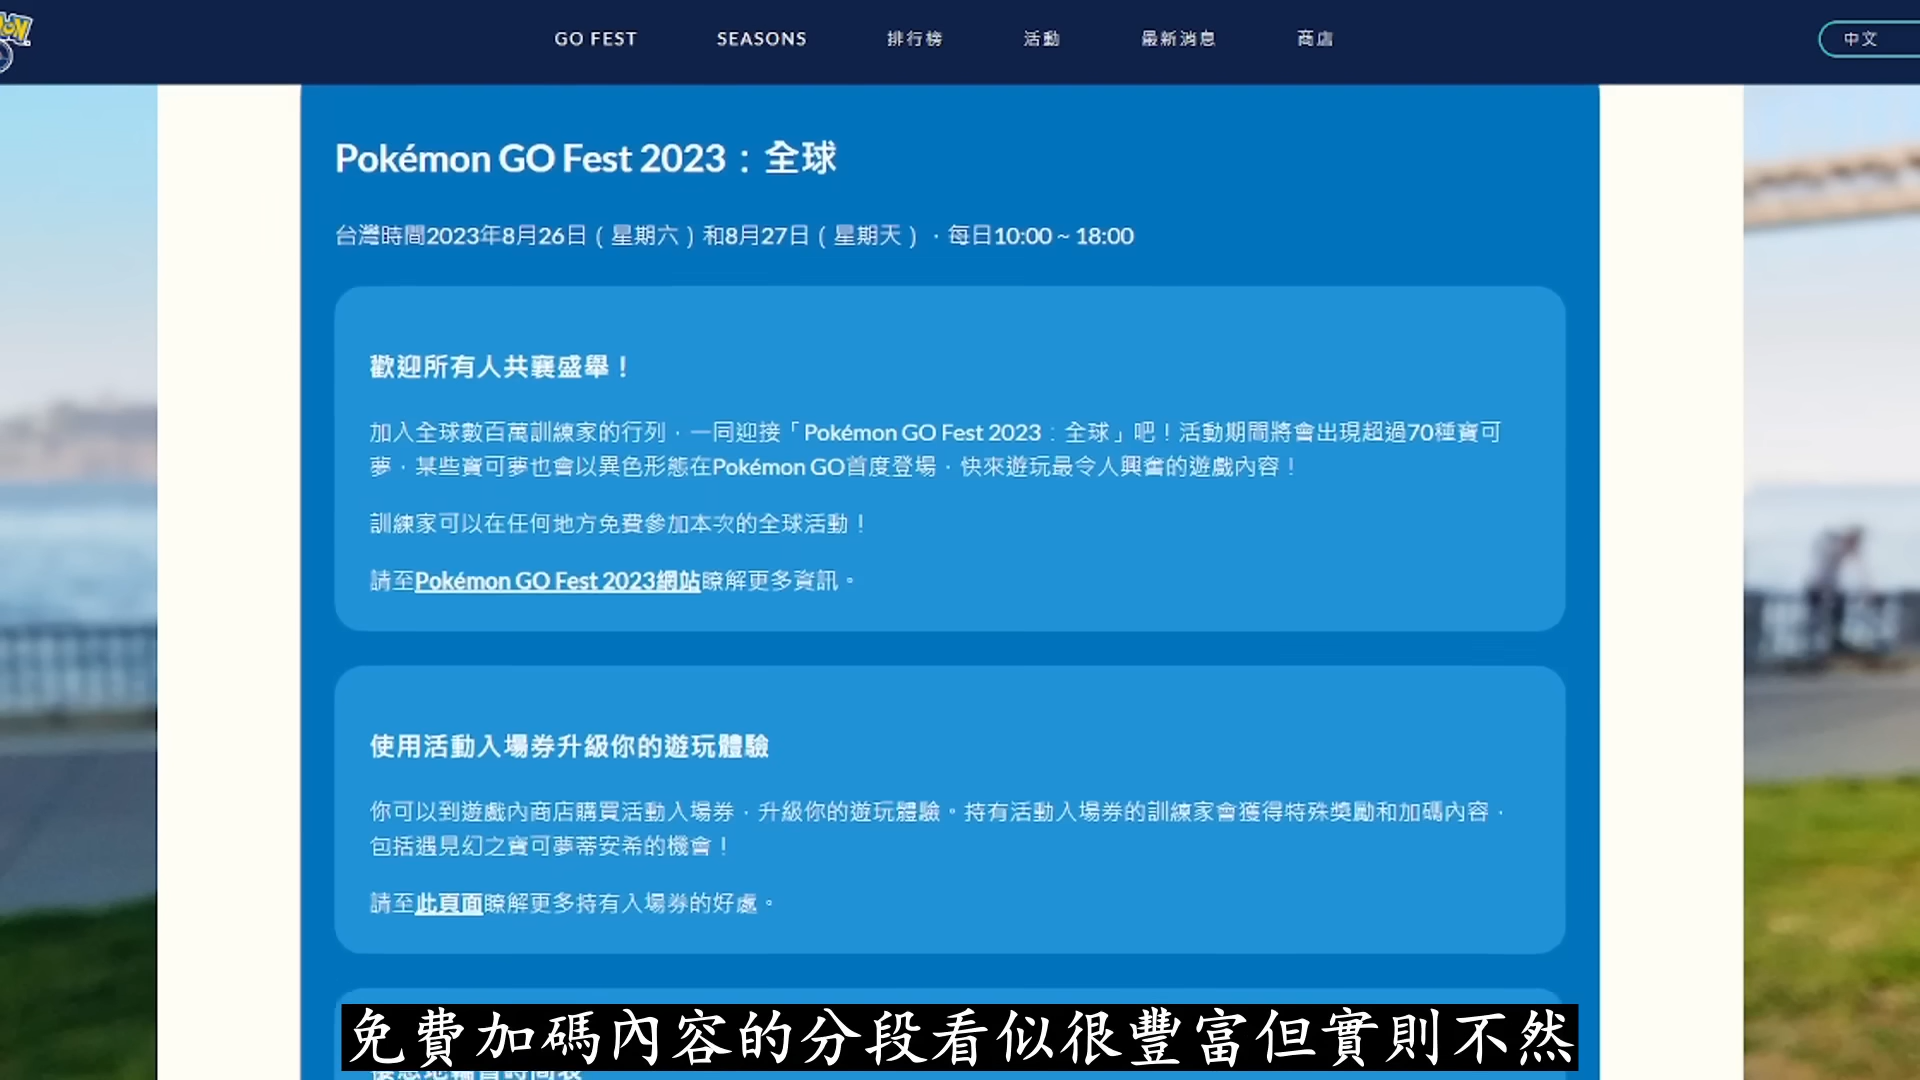 GO FEST SEASONS 排行榜 活動 最新消息 商店 中文
Pokémon GO Fest 2023：全球
台灣時間2023年8月26日（星期六）和8月27日（星期天），每日10:00 ~ 18:00
歡迎所有人共襄盛舉！
加入全球數百萬訓練家的行列，一同迎接「Pokémon GO Fest 2023：全球」吧！活動期間將會出現超過70種寶可
夢，某些寶可夢也會以異色形態在Pokémon GO首度登場，快來遊玩最令人興奮的遊戲內容！
訓練家可以在任何地方免費參加本次的全球活動！
請至Pokémon GO Fest 2023網站瞭解更多資訊。
使用活動入場券升級你的遊玩體驗
你可以到遊戲內商店購買活動入場券，升級你的遊玩體驗。持有活動入場券的訓練家會獲得特殊獎勵和加碼內容，
包括遇見幻之寶可夢蒂安希的機會！
請至此頁面瞭解更多持有入場券的好處。
免費加碼內容的分段看似很豐富但實則不然